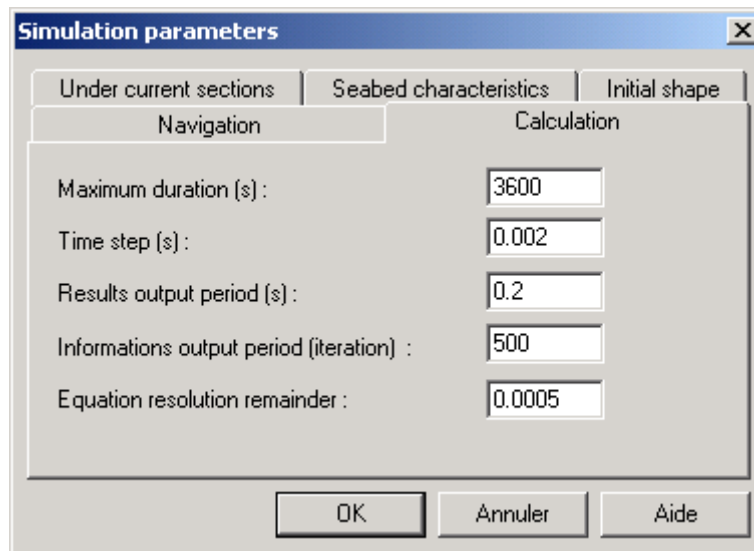 Simulation parameters
Under current sections Seabed characteristics Initial shape
Navigation Calculation
Maximum duration (s) : 3600
Time step (s) : 0.002
Results output period (s) : 0.2
Informations output period (iteration) : 500
Equation resolution remainder : 0.0005
OK Annuler Aide